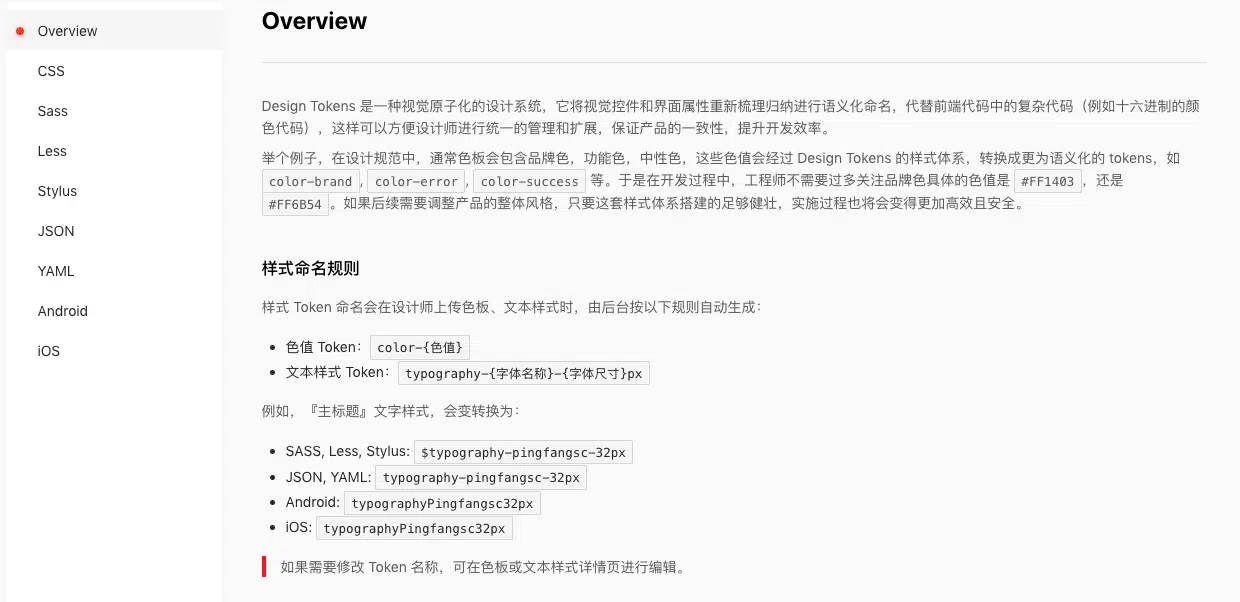 Overview
CSS
Sass
Less
Stylus
JSON
YAML
Android
iOS
Overview
Design Tokens 是一种视觉原子化的设计系统，它将视觉控件和界面属性重新梳理归纳进行语义化命名，代替前端代码中的复杂代码（例如十六进制的颜
色代码），这样可以方便设计师进行统一的管理和扩展，保证产品的一致性，提升开发效率。
举个例子，在设计规范中，通常色板会包含品牌色，功能色，中性色，这些色值会经过 Design Tokens 的样式体系，转换成更为语义化的 tokens，如
color-brand, color-error, color-success 等。于是在开发过程中，工程师不需要过多关注品牌色具体的色值是 #FF1403，还是
#FF6B54。如果后续需要调整产品的整体风格，只要这套样式体系搭建的足够健壮，实施过程也将会变得更加高效且安全。
样式命名规则
样式 Token 命名会在设计师上传色板、文本样式时，由后台按以下规则自动生成：
• 色值 Token： color-{色值}
• 文本样式 Token： typography-{字体名称}-{字体尺寸}px
例如，『主标题』文字样式，会变转换为：
• SASS, Less, Stylus: $typography-pingfangsc-32px
• JSON, YAML: typography-pingfangsc-32px
• Android: typographyPingfangsc32px
• iOS: typographyPingfangsc32px
如果需要修改 Token 名称，可在色板或文本样式详情页进行编辑。